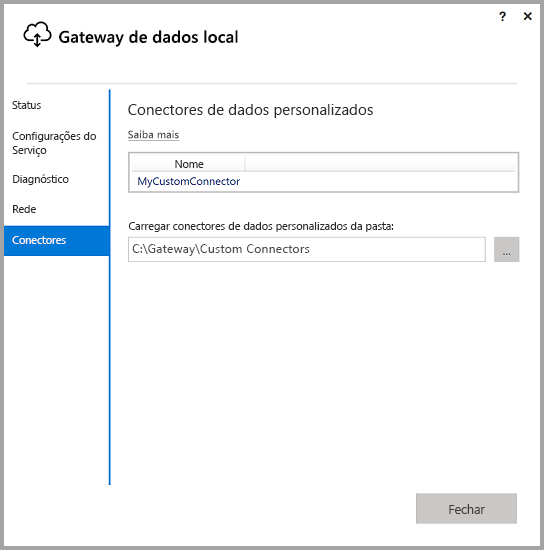 ? ×
Gateway de dados local
Status
Configurações do
Serviço
Diagnóstico
Rede
Conectores
Conectores de dados personalizados
Saiba mais
Nome
MyCustomConnector
Carregar conectores de dados personalizados da pasta:
C:\Gateway\Custom Connectors
...
Fechar